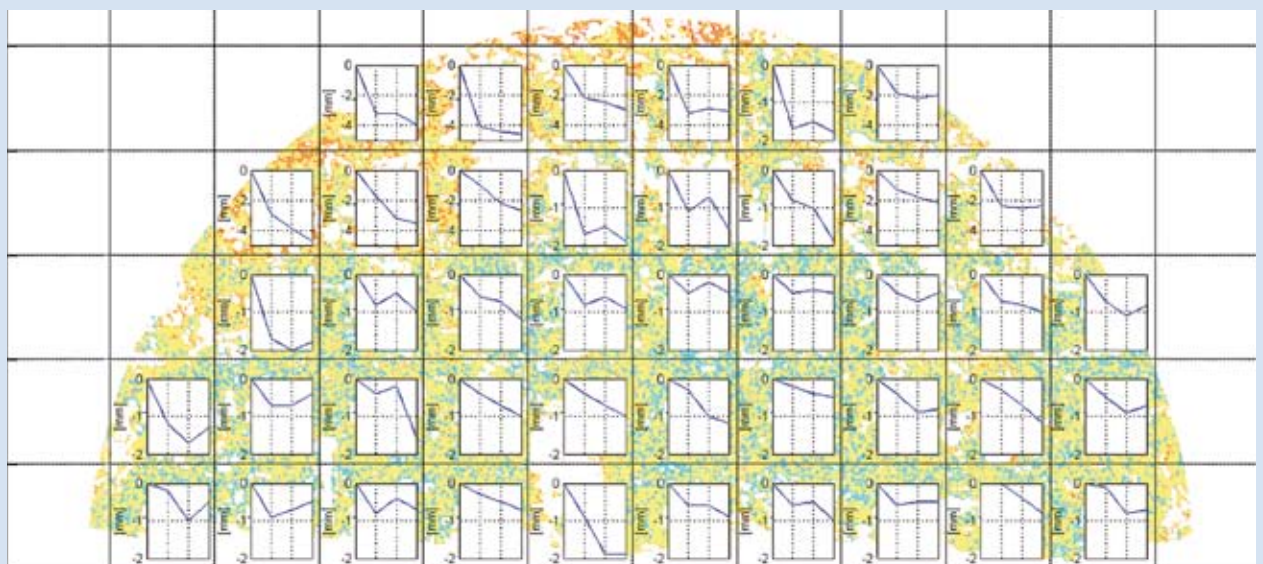 0 0 0 0 0 0
[mm] -2 [mm] -2 [mm] -2 [mm] -2 [mm] -1 [mm] -2
-4 -4 -4 -4 -2 -4
0 0 0 0 0 0 0 0
[mm] -2 [mm] -2 [mm] -2 [mm] -1 [mm] -1 [mm] -1 [mm] -2 [mm] -2
-4 -4 -4 -2 -2 -2 -4 -4
0 0 0 0 0 0 0 0 0
[mm] -1 [mm] -1 [mm] -1 [mm] -1 [mm] -1 [mm] -1 [mm] -1 [mm] -1 [mm] -1
-2 -2 -2 -2 -2 -2 -2 -2 -2
0 0 0 0 0 0 0 0 0 0
[mm] -1 [mm] -1 [mm] -1 [mm] -1 [mm] -1 [mm] -1 [mm] -1 [mm] -1 [mm] -1 [mm] -1
-2 -2 -2 -2 -2 -2 -2 -2 -2 -2
0 0 0 0 0 0 0 0 0 0
[mm] -1 [mm] -1 [mm] -1 [mm] -1 [mm] -1 [mm] -1 [mm] -1 [mm] -1 [mm] -1 [mm] -1
-2 -2 -2 -2 -2 -2 -2 -2 -2 -2